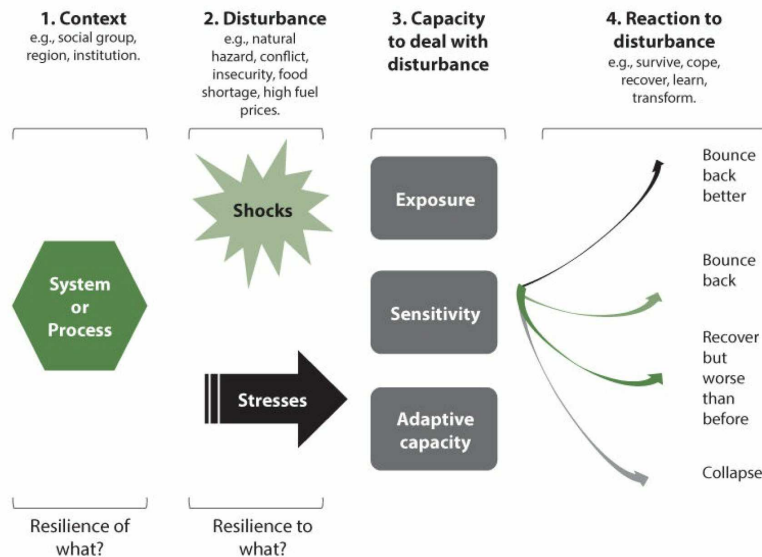 1. Context
e.g., social group,
region, institution.
2. Disturbance
e.g., natural
hazard, conflict,
insecurity, food
shortage, high fuel
prices.
3. Capacity
to deal with
disturbance
4. Reaction to
disturbance
e.g., survive, cope,
recover, learn,
transform.
System
or
Process
Shocks
Stresses
Exposure
Sensitivity
Adaptive
capacity
Bounce
back
better
Bounce
back
Recover
but
worse
than
before
Collapse
Resilience of
what?
Resilience to
what?